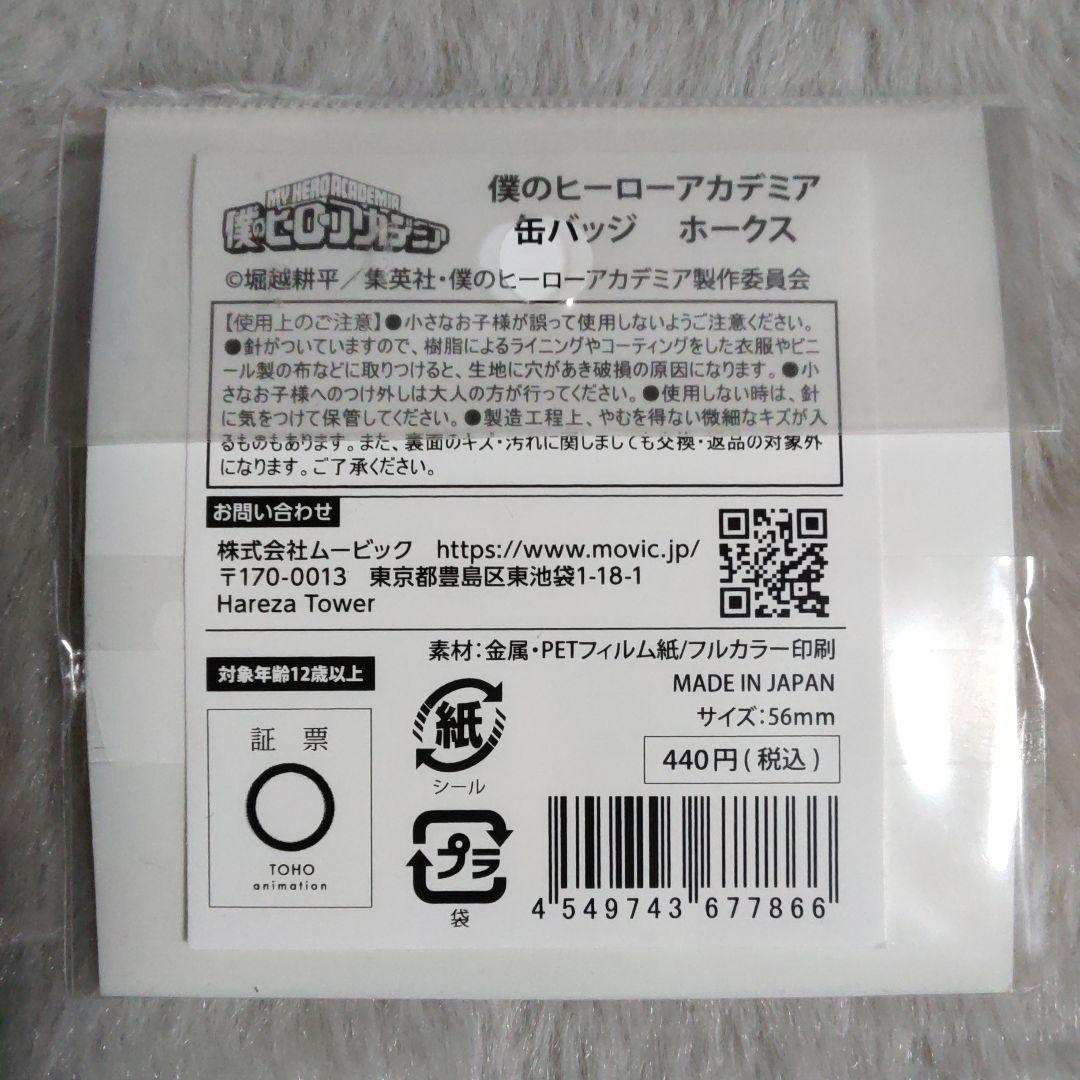 MY HERO ACADEMIA
僕のヒーローアカデミア
僕のヒーローアカデミア
缶バッジ ホークス
©堀越耕平／集英社・僕のヒーローアカデミア製作委員会
【使用上のご注意】●小さなお子様が誤って使用しないようご注意ください。
●針がついていますので、樹脂によるライニングやコーティングをした衣服やビニ
ール製の布などに取りつけると、生地に穴があき破損の原因になります。●小
さなお子様へのつけ外しは大人の方が行ってください。●使用しない時は、針
に気をつけて保管してください。●製造工程上、やむを得ない微細なキズが入
るものもあります。また、裏面のキズ・汚れに関しましても交換・返品の対象外
になります。ご了承ください。
お問い合わせ
株式会社ムービック https://www.movic.jp/
〒170-0013 東京都豊島区東池袋1-18-1
Hareza Tower
素材：金属・PETフィルム紙/フルカラー印刷
対象年齢12歳以上
MADE IN JAPAN
サイズ：56mm
440円(税込)
証票
TOHO
animation
紙
シール
プラ
袋
4 549743 677866